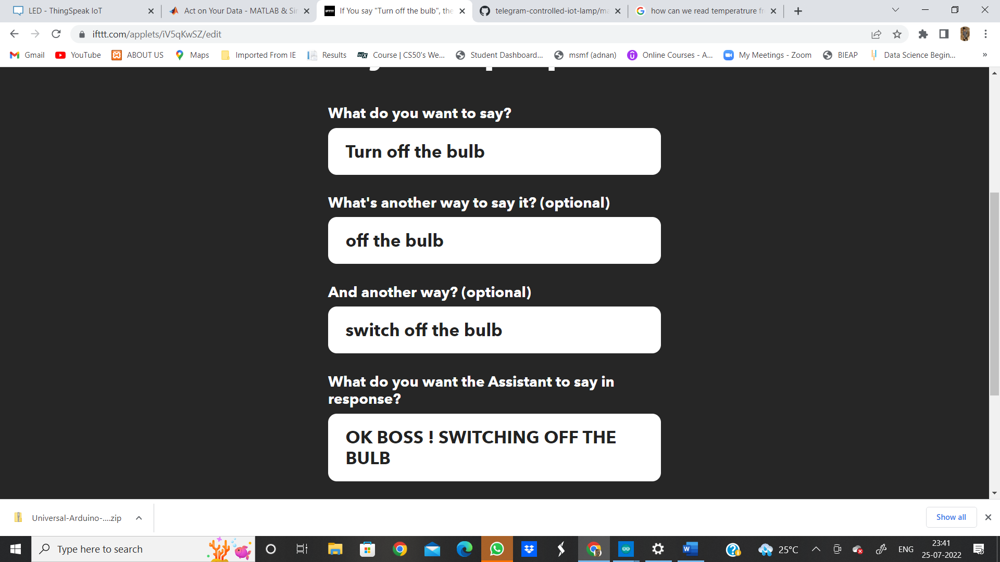 LED - ThingSpeak IoT
Act on Your Data - MATLAB & Sir
IFTTT
If You say "Turn off the bulb", the
telegram-controlled-iot-lamp/ma
how can we read temperatrure fr
ifttt.com/applets/iV5qKwSZ/edit
Gmail
YouTube
ABOUT US
Maps
Imported From IE
Results
edX
Course | CS50's We...
Student Dashboard...
msmf (adnan)
Online Courses - A...
My Meetings - Zoom
BIEAP
Data Science Begin...
»
What do you want to say?
Turn off the bulb
What's another way to say it? (optional)
off the bulb
And another way? (optional)
switch off the bulb
What do you want the Assistant to say in
response?
OK BOSS ! SWITCHING OFF THE
BULB
Universal-Arduino-....zip
Show all
Type here to search
25°C
ENG
23:41
25-07-2022